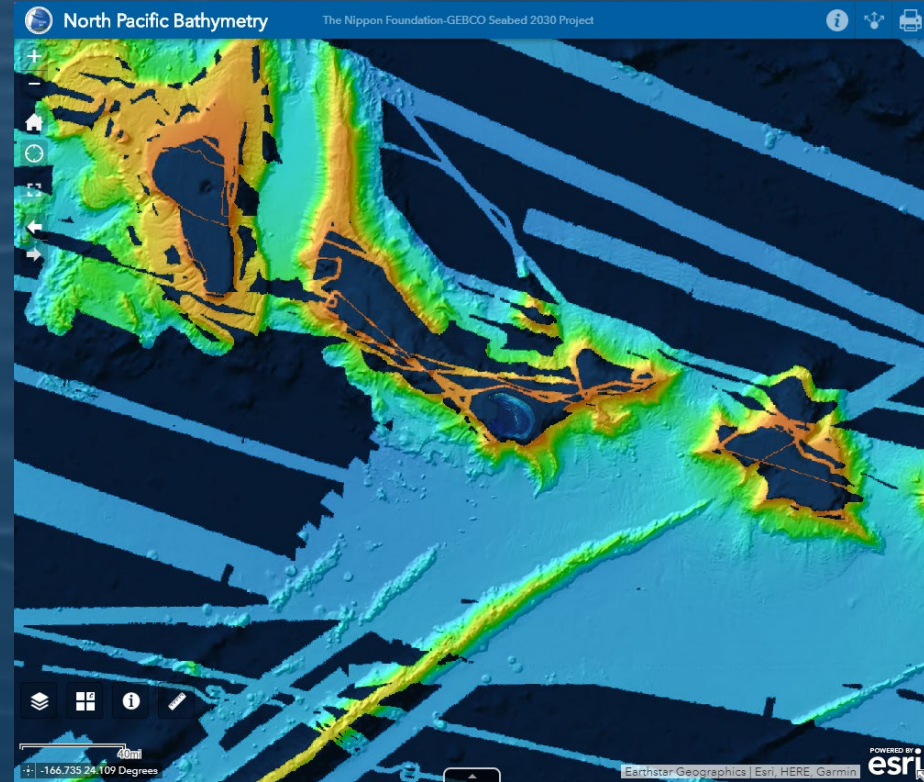 North Pacific Bathymetry
The Nippon Foundation-GEBCO Seabed 2030 Project
40mi
-166.735 24.109 Degrees
Earthstar Geographics | Esri, HERE, Garmin
POWERED BY
esri